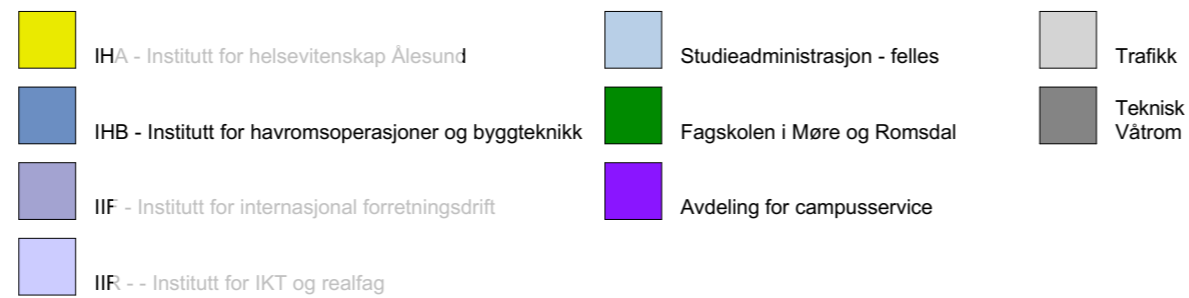 IHA - Institutt for helsevitenskap Ålesund
IHB - Institutt for havromsoperasjoner og byggteknikk
IIF - Institutt for internasjonal forretningsdrift
IIR - - Institutt for IKT og realfag
Studieadministrasjon - felles
Fagskolen i Møre og Romsdal
Avdeling for campusservice
Trafikk
Teknisk
Våtrom